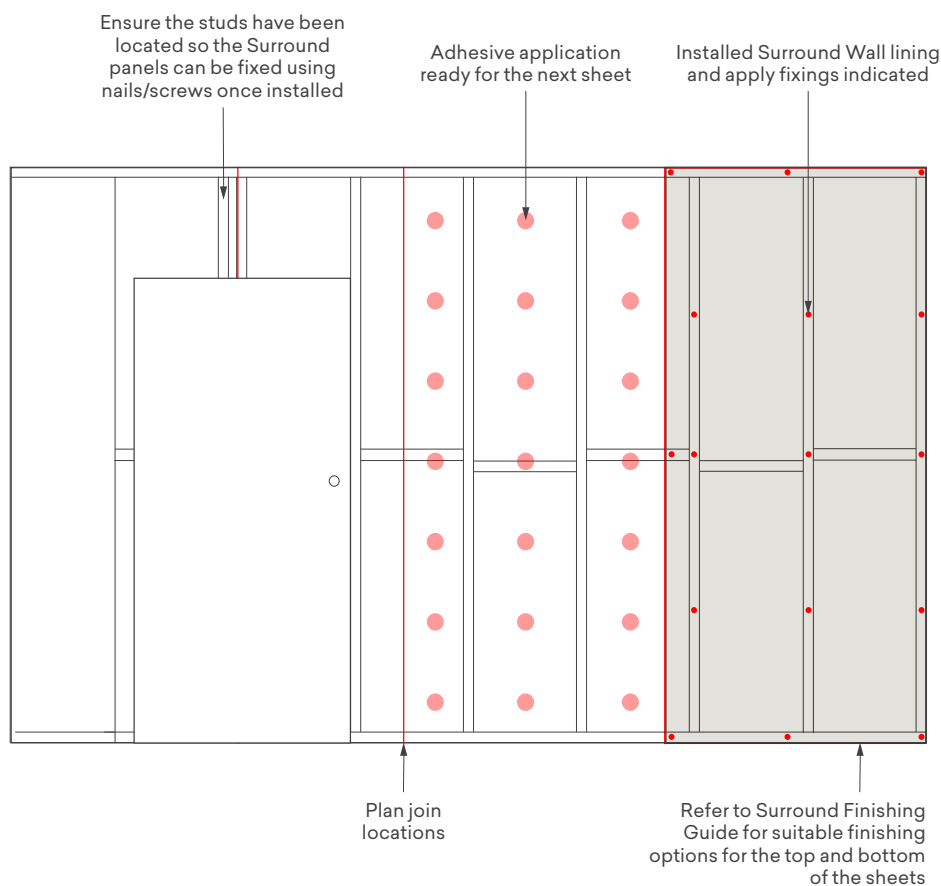 Ensure the studs have been
located so the Surround
panels can be fixed using
nails/screws once installed
Adhesive application
ready for the next sheet
Installed Surround Wall lining
and apply fixings indicated
Plan join
locations
Refer to Surround Finishing
Guide for suitable finishing
options for the top and bottom
of the sheets